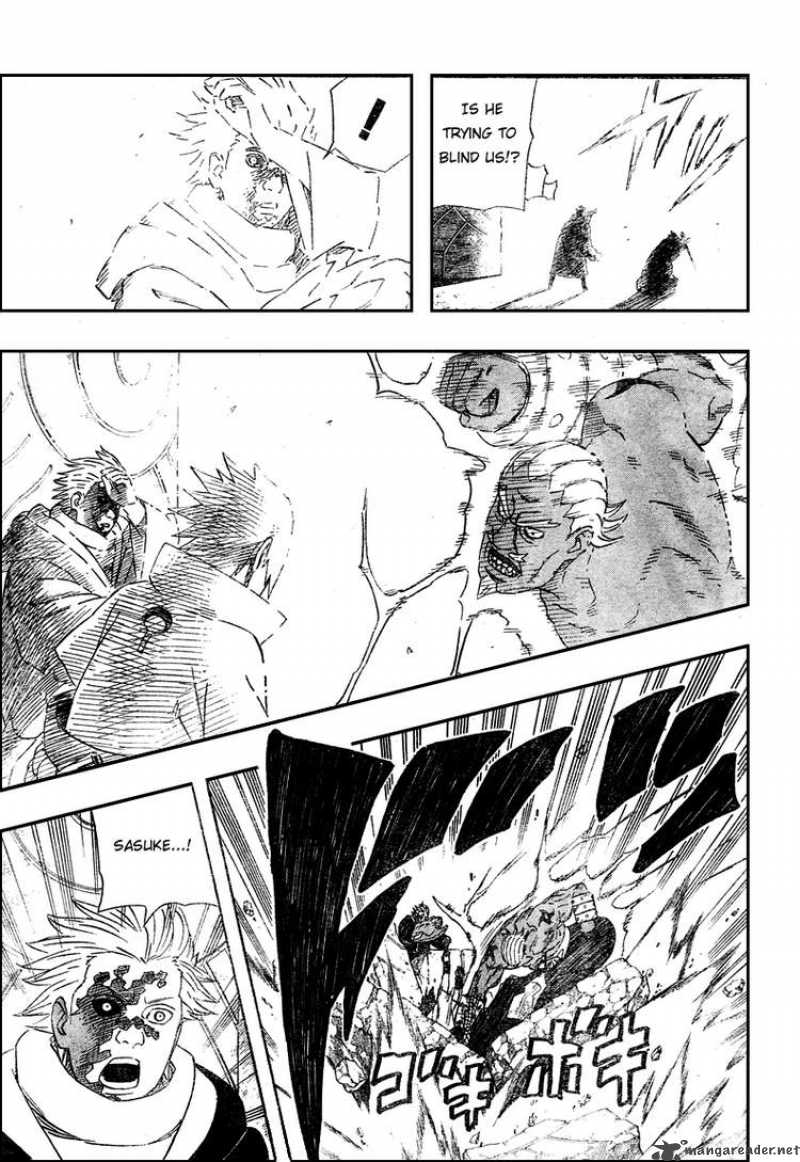 IS HE
TRYING TO
BLIND US!?
!
SASUKE...!
ゴキ
ボキ
mangareader.net